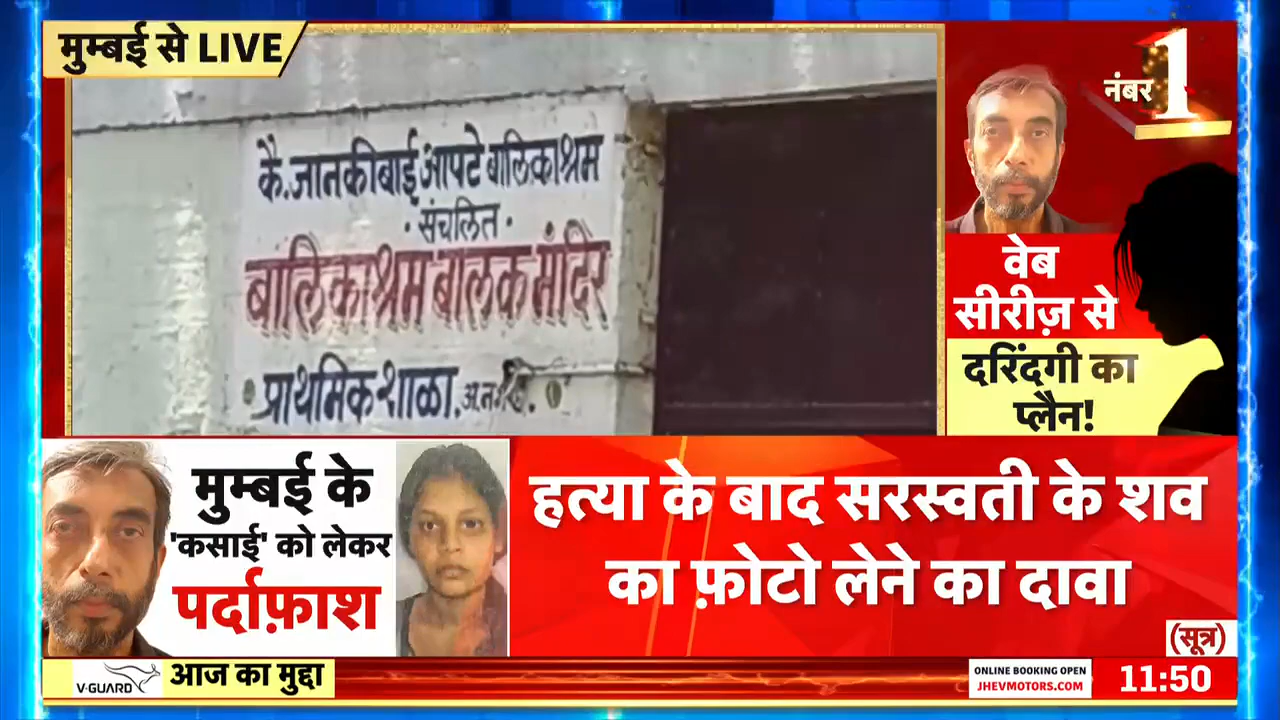 मुम्बई से LIVE
नंबर 1
कै. जानकीबाई आपटे बालिकाश्रम
· संचलित ·
बालिकाश्रम बालक मंदिर
प्राथमिक शाळा.
वेब
सीरीज़ से
दरिंदगी का
प्लैन!
मुम्बई के
'कसाई' को लेकर
पर्दाफ़ाश
हत्या के बाद सरस्वती के शव
का फ़ोटो लेने का दावा
(सूत्र)
V-GUARD
आज का मुद्दा
ONLINE BOOKING OPEN
JHEVMOTORS.COM
11:50